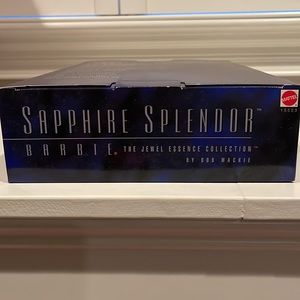 SAPPHIRE SPLENDOR™
BARBIE® THE JEWEL ESSENCE COLLECTION™
BY BOB MACKIE
MATTEL